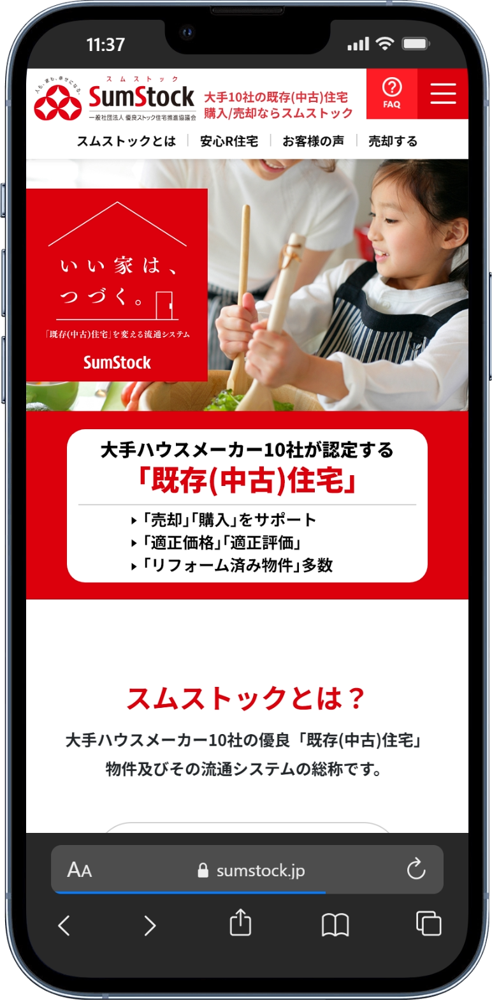 11:37
人も、家も、幸せになる。
スムストック
SumStock
一般社団法人 優良ストック住宅推進協議会
大手10社の既存(中古)住宅
購入/売却ならスムストック
FAQ
スムストックとは
安心R住宅
お客様の声
売却する
いい家は、
つづく。
「既存(中古)住宅」を変える流通システム
SumStock
大手ハウスメーカー10社が認定する
「既存(中古)住宅」
「売却」「購入」をサポート
「適正価格」「適正評価」
「リフォーム済み物件」多数
スムストックとは？
大手ハウスメーカー10社の優良「既存(中古)住宅」
物件及びその流通システムの総称です。
AA
sumstock.jp